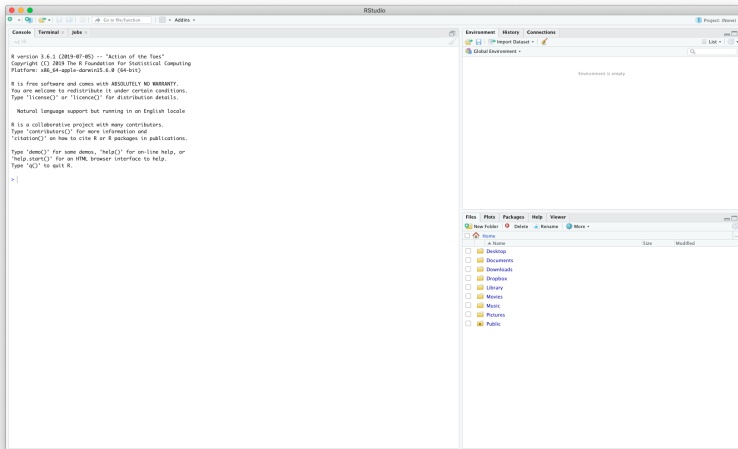 RStudio
Go to file/function
Addins
Project: (None)
Console
Terminal
Jobs
~/
R version 3.6.1 (2019-07-05) -- "Action of the Toes"
Copyright (C) 2019 The R Foundation for Statistical Computing
Platform: x86_64-apple-darwin15.6.0 (64-bit)
R is free software and comes with ABSOLUTELY NO WARRANTY.
You are welcome to redistribute it under certain conditions.
Type 'license()' or 'licence()' for distribution details.
Natural language support but running in an English locale
R is a collaborative project with many contributors.
Type 'contributors()' for more information and
'citation()' on how to cite R or R packages in publications.
Type 'demo()' for some demos, 'help()' for on-line help, or
'help.start()' for an HTML browser interface to help.
Type 'q()' to quit R.
>
Environment
History
Connections
Import Dataset
List
Global Environment
Environment is empty
Files
Plots
Packages
Help
Viewer
New Folder
Delete
Rename
More
Home
Name
Size
Modified
Desktop
Documents
Downloads
Dropbox
Library
Movies
Music
Pictures
Public